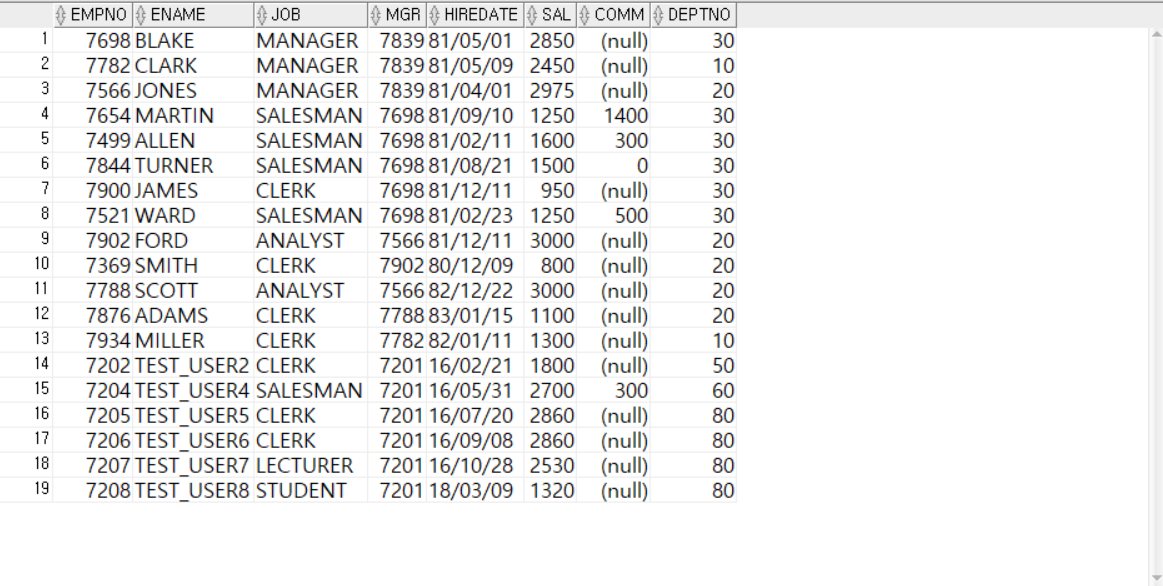 EMPNO ENAME JOB MGR HIREDATE SAL COMM DEPTNO
1 7698 BLAKE MANAGER 7839 81/05/01 2850 (null) 30
2 7782 CLARK MANAGER 7839 81/05/09 2450 (null) 10
3 7566 JONES MANAGER 7839 81/04/01 2975 (null) 20
4 7654 MARTIN SALESMAN 7698 81/09/10 1250 1400 30
5 7499 ALLEN SALESMAN 7698 81/02/11 1600 300 30
6 7844 TURNER SALESMAN 7698 81/08/21 1500 0 30
7 7900 JAMES CLERK 7698 81/12/11 950 (null) 30
8 7521 WARD SALESMAN 7698 81/02/23 1250 500 30
9 7902 FORD ANALYST 7566 81/12/11 3000 (null) 20
10 7369 SMITH CLERK 7902 80/12/09 800 (null) 20
11 7788 SCOTT ANALYST 7566 82/12/22 3000 (null) 20
12 7876 ADAMS CLERK 7788 83/01/15 1100 (null) 20
13 7934 MILLER CLERK 7782 82/01/11 1300 (null) 10
14 7202 TEST_USER2 CLERK 7201 16/02/21 1800 (null) 50
15 7204 TEST_USER4 SALESMAN 7201 16/05/31 2700 300 60
16 7205 TEST_USER5 CLERK 7201 16/07/20 2860 (null) 80
17 7206 TEST_USER6 CLERK 7201 16/09/08 2860 (null) 80
18 7207 TEST_USER7 LECTURER 7201 16/10/28 2530 (null) 80
19 7208 TEST_USER8 STUDENT 7201 18/03/09 1320 (null) 80